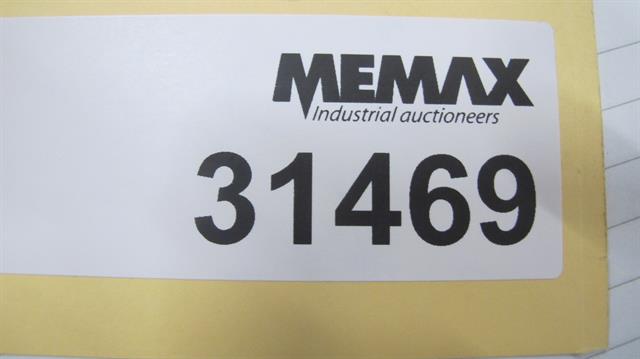 MEMAX
Industrial auctioneers
31469